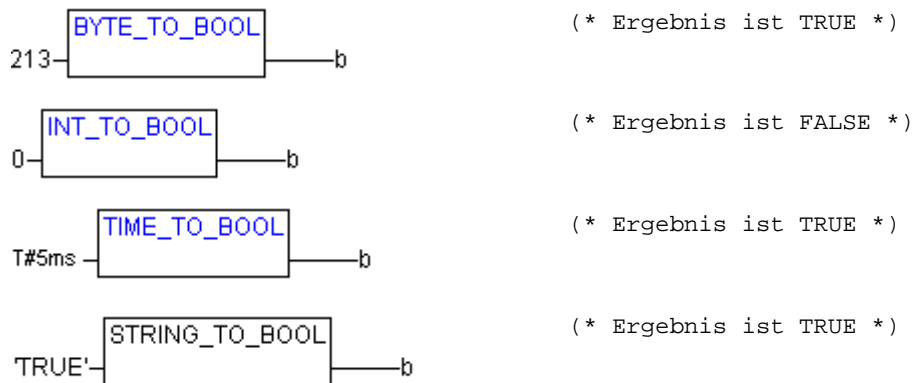 BYTE_TO_BOOL (* Ergebnis ist TRUE *)
213 b
INT_TO_BOOL (* Ergebnis ist FALSE *)
0 b
TIME_TO_BOOL (* Ergebnis ist TRUE *)
T#5ms b
STRING_TO_BOOL (* Ergebnis ist TRUE *)
'TRUE' b